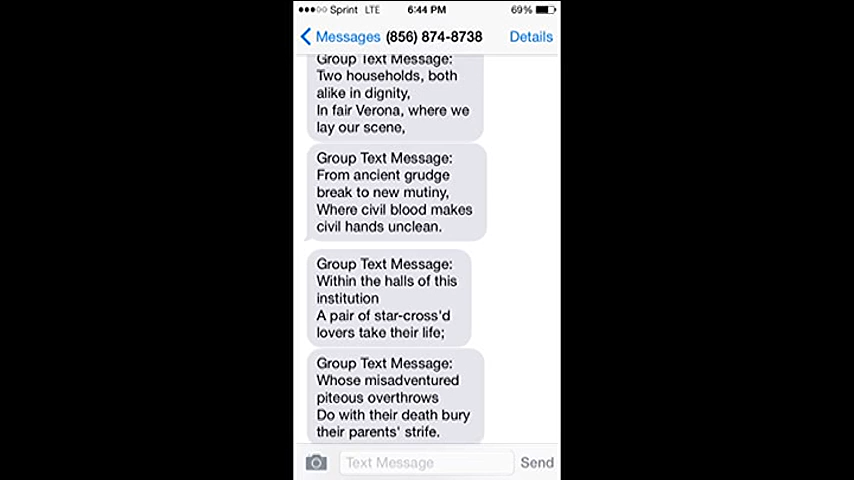 Sprint LTE 6:44 PM 69%
Messages (856) 874-8738 Details
Group Text Message:
Two households, both
alike in dignity,
In fair Verona, where we
lay our scene,
Group Text Message:
From ancient grudge
break to new mutiny,
Where civil blood makes
civil hands unclean.
Group Text Message:
Within the halls of this
institution
A pair of star-cross'd
lovers take their life;
Group Text Message:
Whose misadventured
piteous overthrows
Do with their death bury
their parents' strife.
Text Message Send